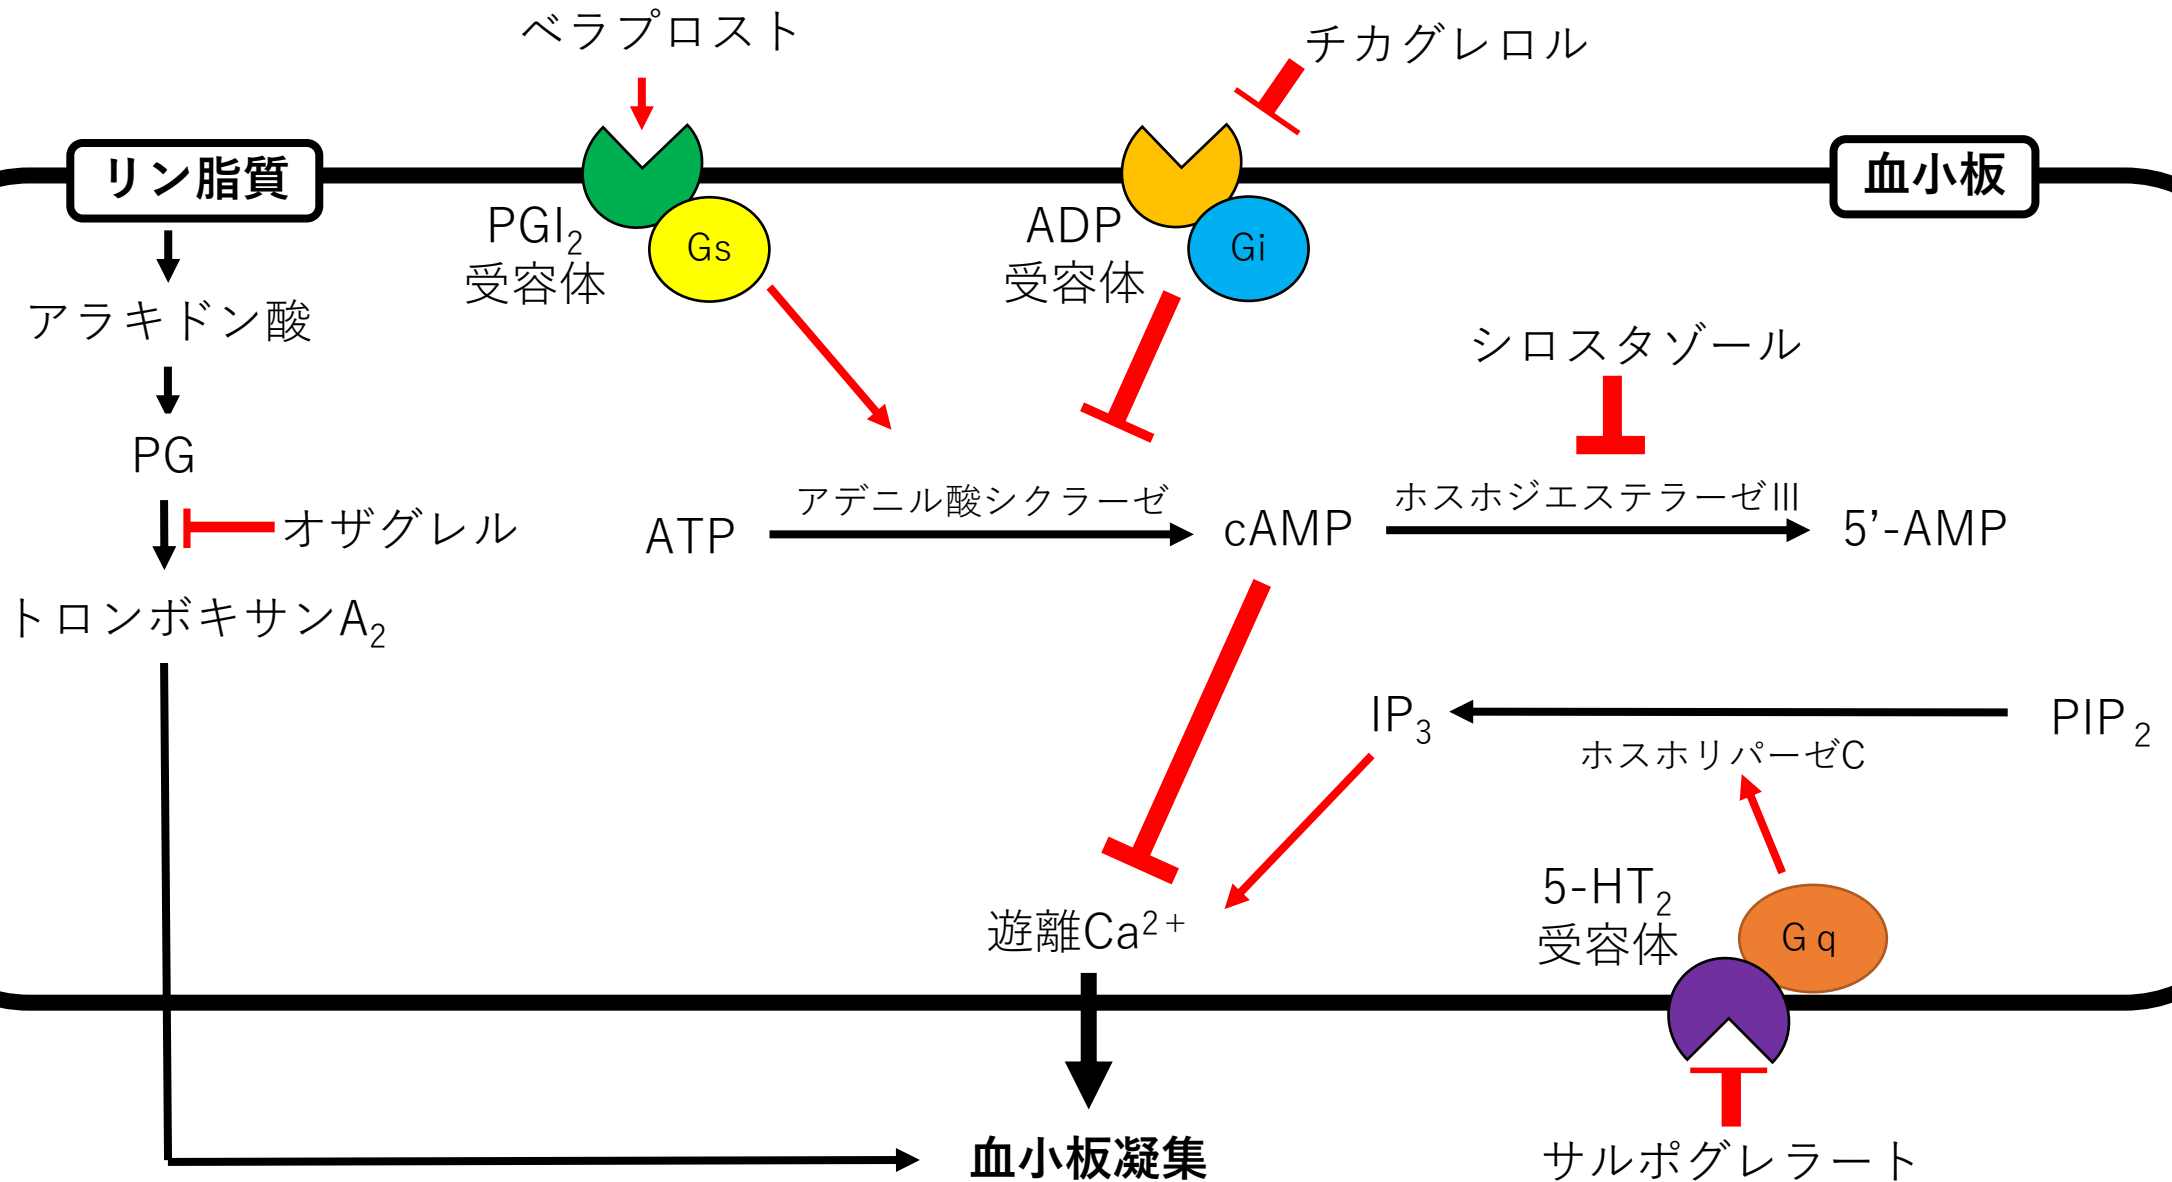 ベラプロスト
チカグレロル
リン脂質
血小板
PGI2
受容体
Gs
ADP
受容体
Gi
アラキドン酸
シロスタゾール
PG
オザグレル
ATP
アデニル酸シクラーゼ
cAMP
ホスホジエステラーゼⅢ
5’-AMP
トロンボキサンA2
IP3
PIP2
ホスホリパーゼC
5-HT2
受容体
Gq
遊離Ca2+
血小板凝集
サルポグレラート